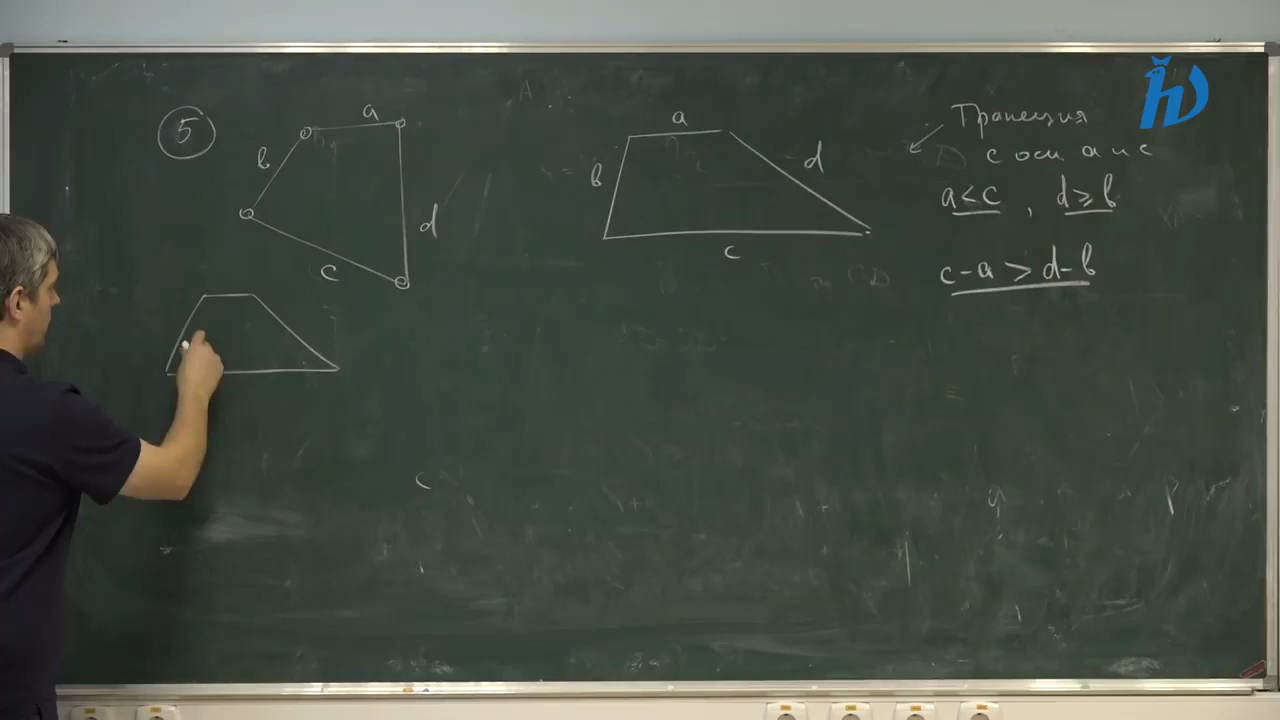 5
a
в
c
d
a
в
d
c
Трапеция
с осн a и c
a < c , d ⩾ в
c - a > d - в
c
q
p